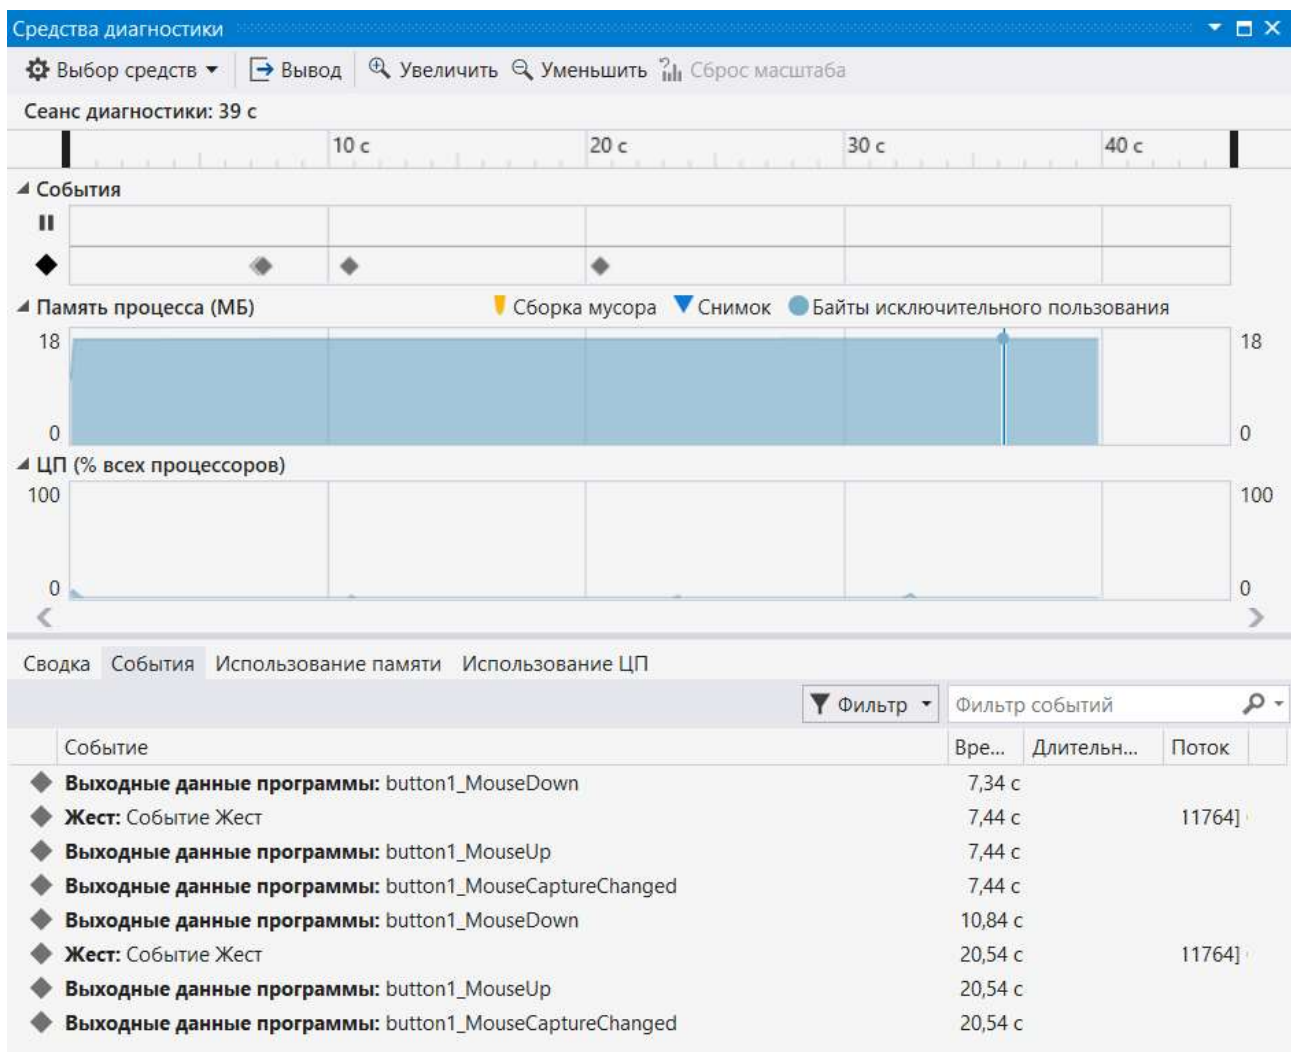 Средства диагностики
Выбор средств Вывод Увеличить Уменьшить Сброс масштаба
Сеанс диагностики: 39 с
10 с 20 с 30 с 40 с
События
Память процесса (МБ) Сборка мусора Снимок Байты исключительного пользования
18 18
0 0
ЦП (% всех процессоров)
100 100
0 0
Сводка События Использование памяти Использование ЦП
Фильтр Фильтр событий
Событие Вре... Длительн... Поток
Выходные данные программы: button1_MouseDown 7,34 с
Жест: Событие Жест 7,44 с 11764]
Выходные данные программы: button1_MouseUp 7,44 с
Выходные данные программы: button1_MouseCaptureChanged 7,44 с
Выходные данные программы: button1_MouseDown 10,84 с
Жест: Событие Жест 20,54 с 11764]
Выходные данные программы: button1_MouseUp 20,54 с
Выходные данные программы: button1_MouseCaptureChanged 20,54 с